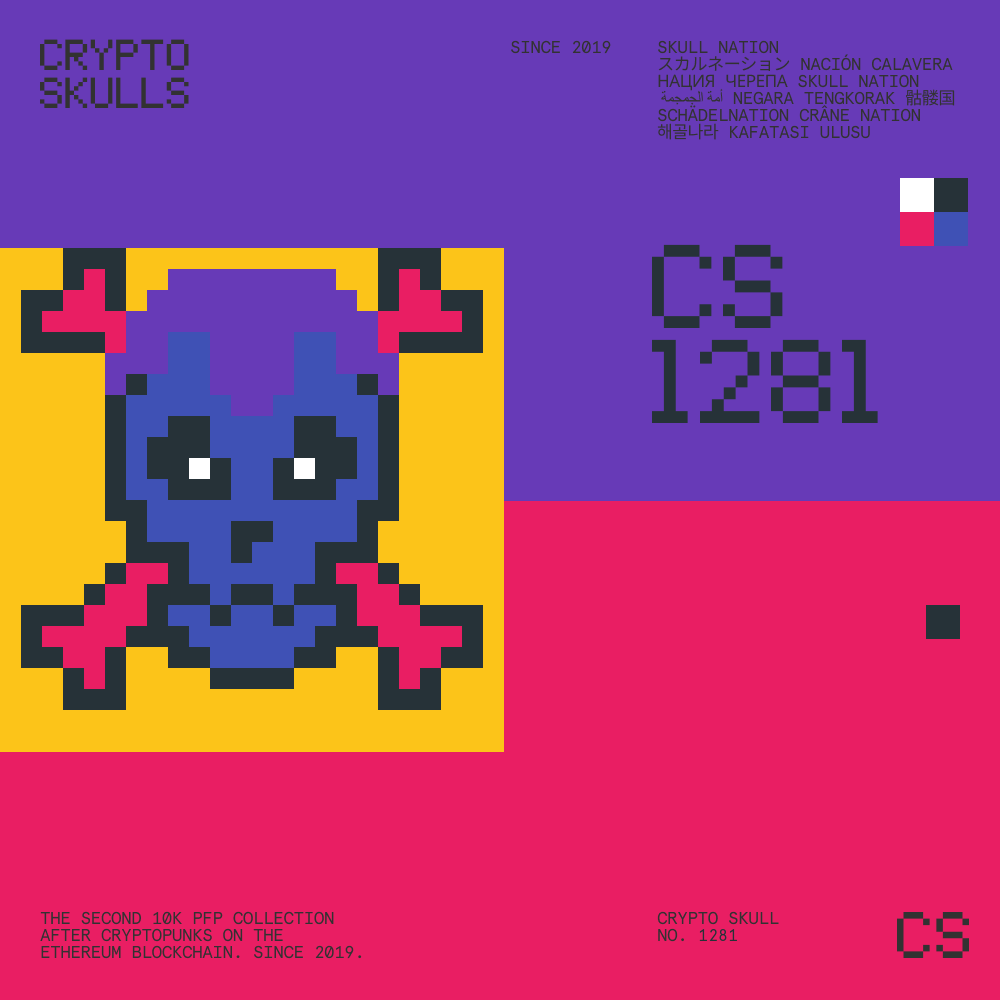 CRYPTO
SKULLS
SINCE 2019
SKULL NATION
スカルネーション NACIÓN CALAVERA
НАЦИЯ ЧЕРЕПА SKULL NATION
أمة الجمجمة NEGARA TENGKORAK 骷髅国
SCHÄDELNATION CRÂNE NATION
해골나라 KAFATASI ULUSU
CS
1281
THE SECOND 10K PFP COLLECTION
AFTER CRYPTOPUNKS ON THE
ETHEREUM BLOCKCHAIN. SINCE 2019.
CRYPTO SKULL
NO. 1281
CS